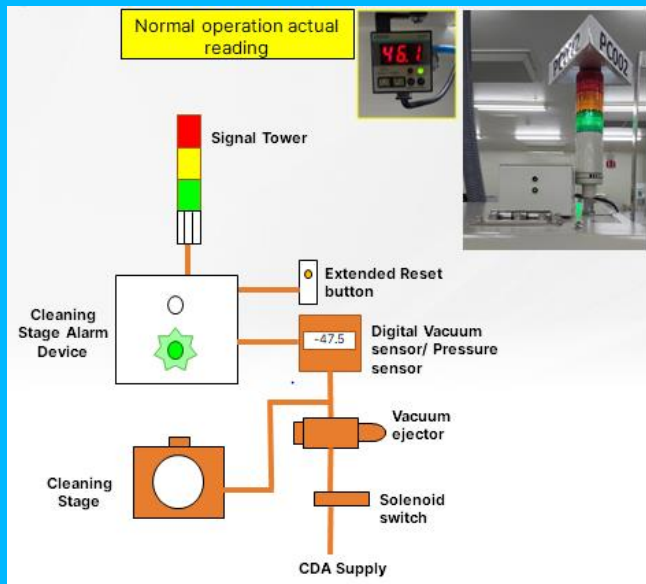 Normal operation actual
reading
46.1
PC002
PC002
Signal Tower
Extended Reset
button
Cleaning
Stage Alarm
Device
-47.5
Digital Vacuum
sensor/ Pressure
sensor
Vacuum
ejector
Cleaning
Stage
Solenoid
switch
CDA Supply